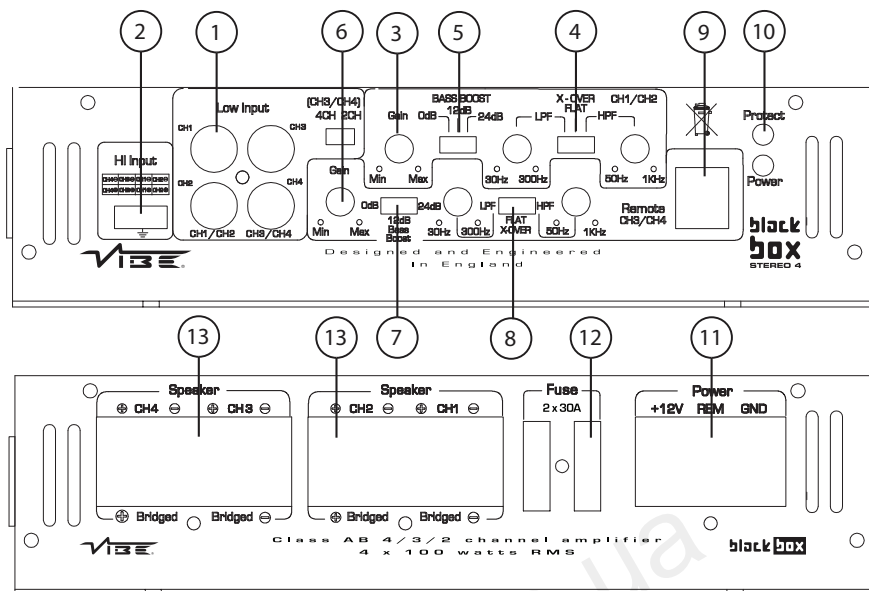 2 1 6 3 5 4 9 10
Low Input
(CH3/CH4)
4CH 2CH
CH1 CH3
CH2 CH4
CH1/CH2 CH3/CH4
HI Input
Gain
BASS BOOST
0dB 12dB 24dB
X-OVER
LPF FLAT HPF
CH1/CH2
Min Max 30Hz 300Hz 50Hz 1KHz
Gain
0dB 24dB
12dB
Bass
Boost
LPF HPF
FLAT
X-OVER
Min Max 30Hz 300Hz 50Hz 1KHz
Remote
CH3/CH4
Protect
Power
VIBE
Designed and Engineered
In England
black
box
STEREO 4
13 13 7 8 12 11
Speaker Speaker Fuse Power
⊕ CH4 ⊖ ⊕ CH3 ⊖ ⊕ CH2 ⊖ ⊕ CH1 ⊖ 2 x 30A +12V REM GND
⊕ Bridged Bridged ⊖ ⊕ Bridged Bridged ⊖
VIBE
Class AB 4/3/2 channel amplifier
4 x 100 watts RMS
black box
ua